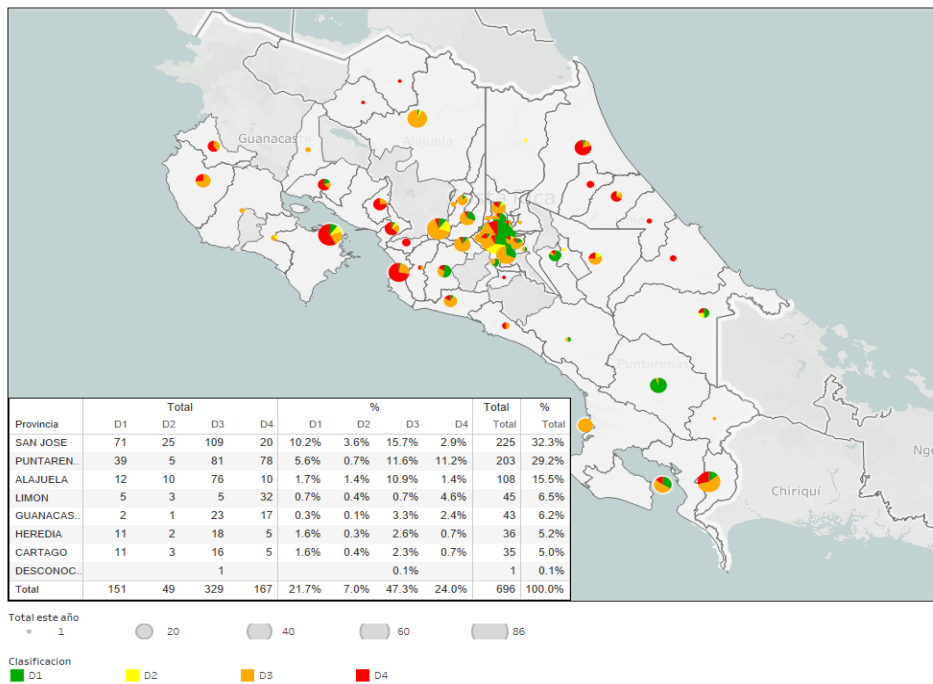 Guanacaste
Alajuela
Puntarenas
Chiriquí
Ngo
Total % Total %
Provincia D1 D2 D3 D4 D1 D2 D3 D4 Total Total
SAN JOSE 71 25 109 20 10.2% 3.6% 15.7% 2.9% 225 32.3%
PUNTAREN.. 39 5 81 78 5.6% 0.7% 11.6% 11.2% 203 29.2%
ALAJUELA 12 10 76 10 1.7% 1.4% 10.9% 1.4% 108 15.5%
LIMON 5 3 5 32 0.7% 0.4% 0.7% 4.6% 45 6.5%
GUANACAS.. 2 1 23 17 0.3% 0.1% 3.3% 2.4% 43 6.2%
HEREDIA 11 2 18 5 1.6% 0.3% 2.6% 0.7% 36 5.2%
CARTAGO 11 3 16 5 1.6% 0.4% 2.3% 0.7% 35 5.0%
DESCONOC.. 1 0.1% 1 0.1%
Total 151 49 329 167 21.7% 7.0% 47.3% 24.0% 696 100.0%
Total este año
1 20 40 60 86
Clasificacion
D1 D2 D3 D4